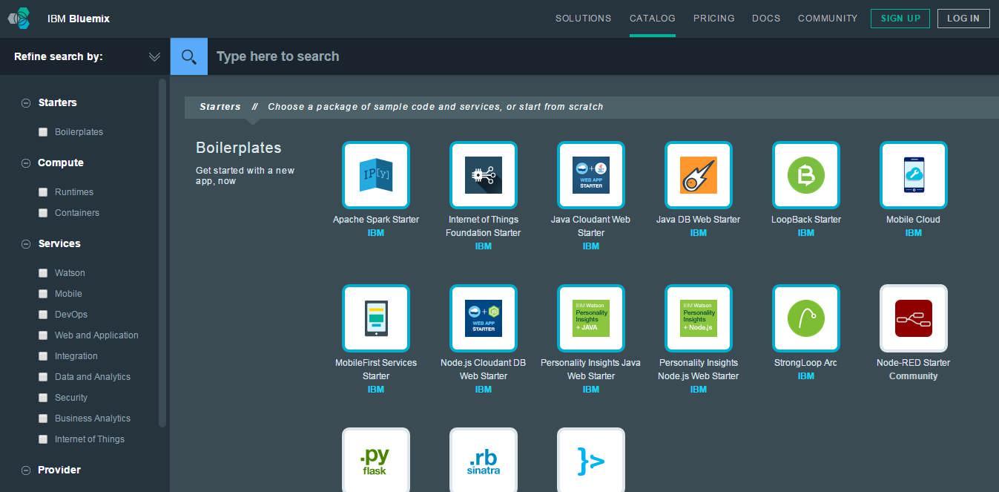 IBM Bluemix
SOLUTIONS
CATALOG
PRICING
DOCS
COMMUNITY
SIGN UP
LOG IN
Refine search by:
Type here to search
Starters
Boilerplates
Compute
Runtimes
Containers
Services
Watson
Mobile
DevOps
Web and Application
Integration
Data and Analytics
Security
Business Analytics
Internet of Things
Provider
Starters // Choose a package of sample code and services, or start from scratch
Boilerplates
Get started with a new
app, now
IP[y]
Apache Spark Starter
IBM
Internet of Things
Foundation Starter
IBM
+
WEB APP
STARTER
Java Cloudant Web
Starter
IBM
Java DB Web Starter
IBM
B
LoopBack Starter
IBM
Mobile Cloud
IBM
MobileFirst Services
Starter
IBM
+
WEB APP
STARTER
Node.js Cloudant DB
Web Starter
IBM
IBM Watson
Personality
Insights
+ JAVA
Personality Insights Java
Web Starter
IBM
IBM Watson
Personality
Insights
+ Node.js
Personality Insights
Node.js Web Starter
IBM
StrongLoop Arc
IBM
Node-RED Starter
Community
.py
flask
.rb
sinatra
}>